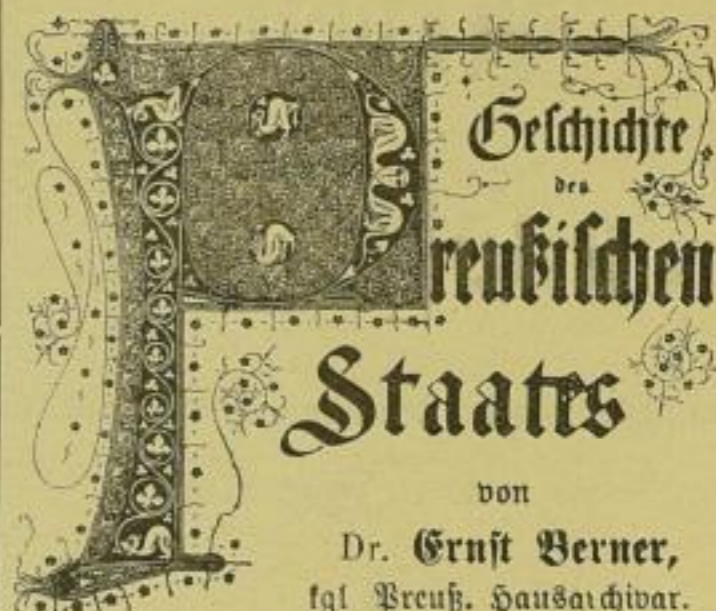 Geschichte
des
Preußischen
Staates
von
Dr. Ernst Berner,
kgl Preuß. Hausarchivar.